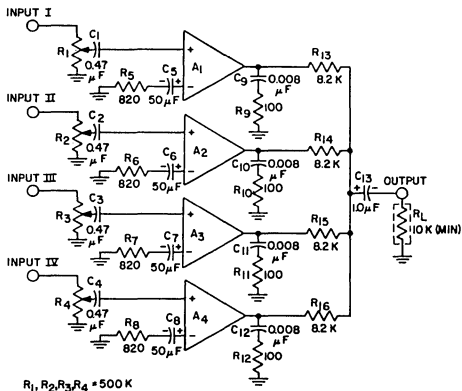 INPUT I
R1
C1
0.47
μF
R5
820
C5
50μF
- +
+
-
A1
C9
0.008
μF
R9
100
R13
8.2 K
INPUT II
R2
C2
0.47
μF
R6
820
C6
50μF
- +
+
-
A2
C10
0.008
μF
R10
100
R14
8.2 K
C13
+ -
1.0μF
OUTPUT
RL
10 K (MIN)
INPUT III
R3
C3
0.47
μF
R7
820
C7
50μF
- +
+
-
A3
C11
0.008
μF
R11
100
R15
8.2 K
INPUT IV
R4
C4
0.47
μF
R8
820
C8
50μF
- +
+
-
A4
C12
0.008
μF
R12
100
R16
8.2 K
R1, R2, R3, R4 = 500 K